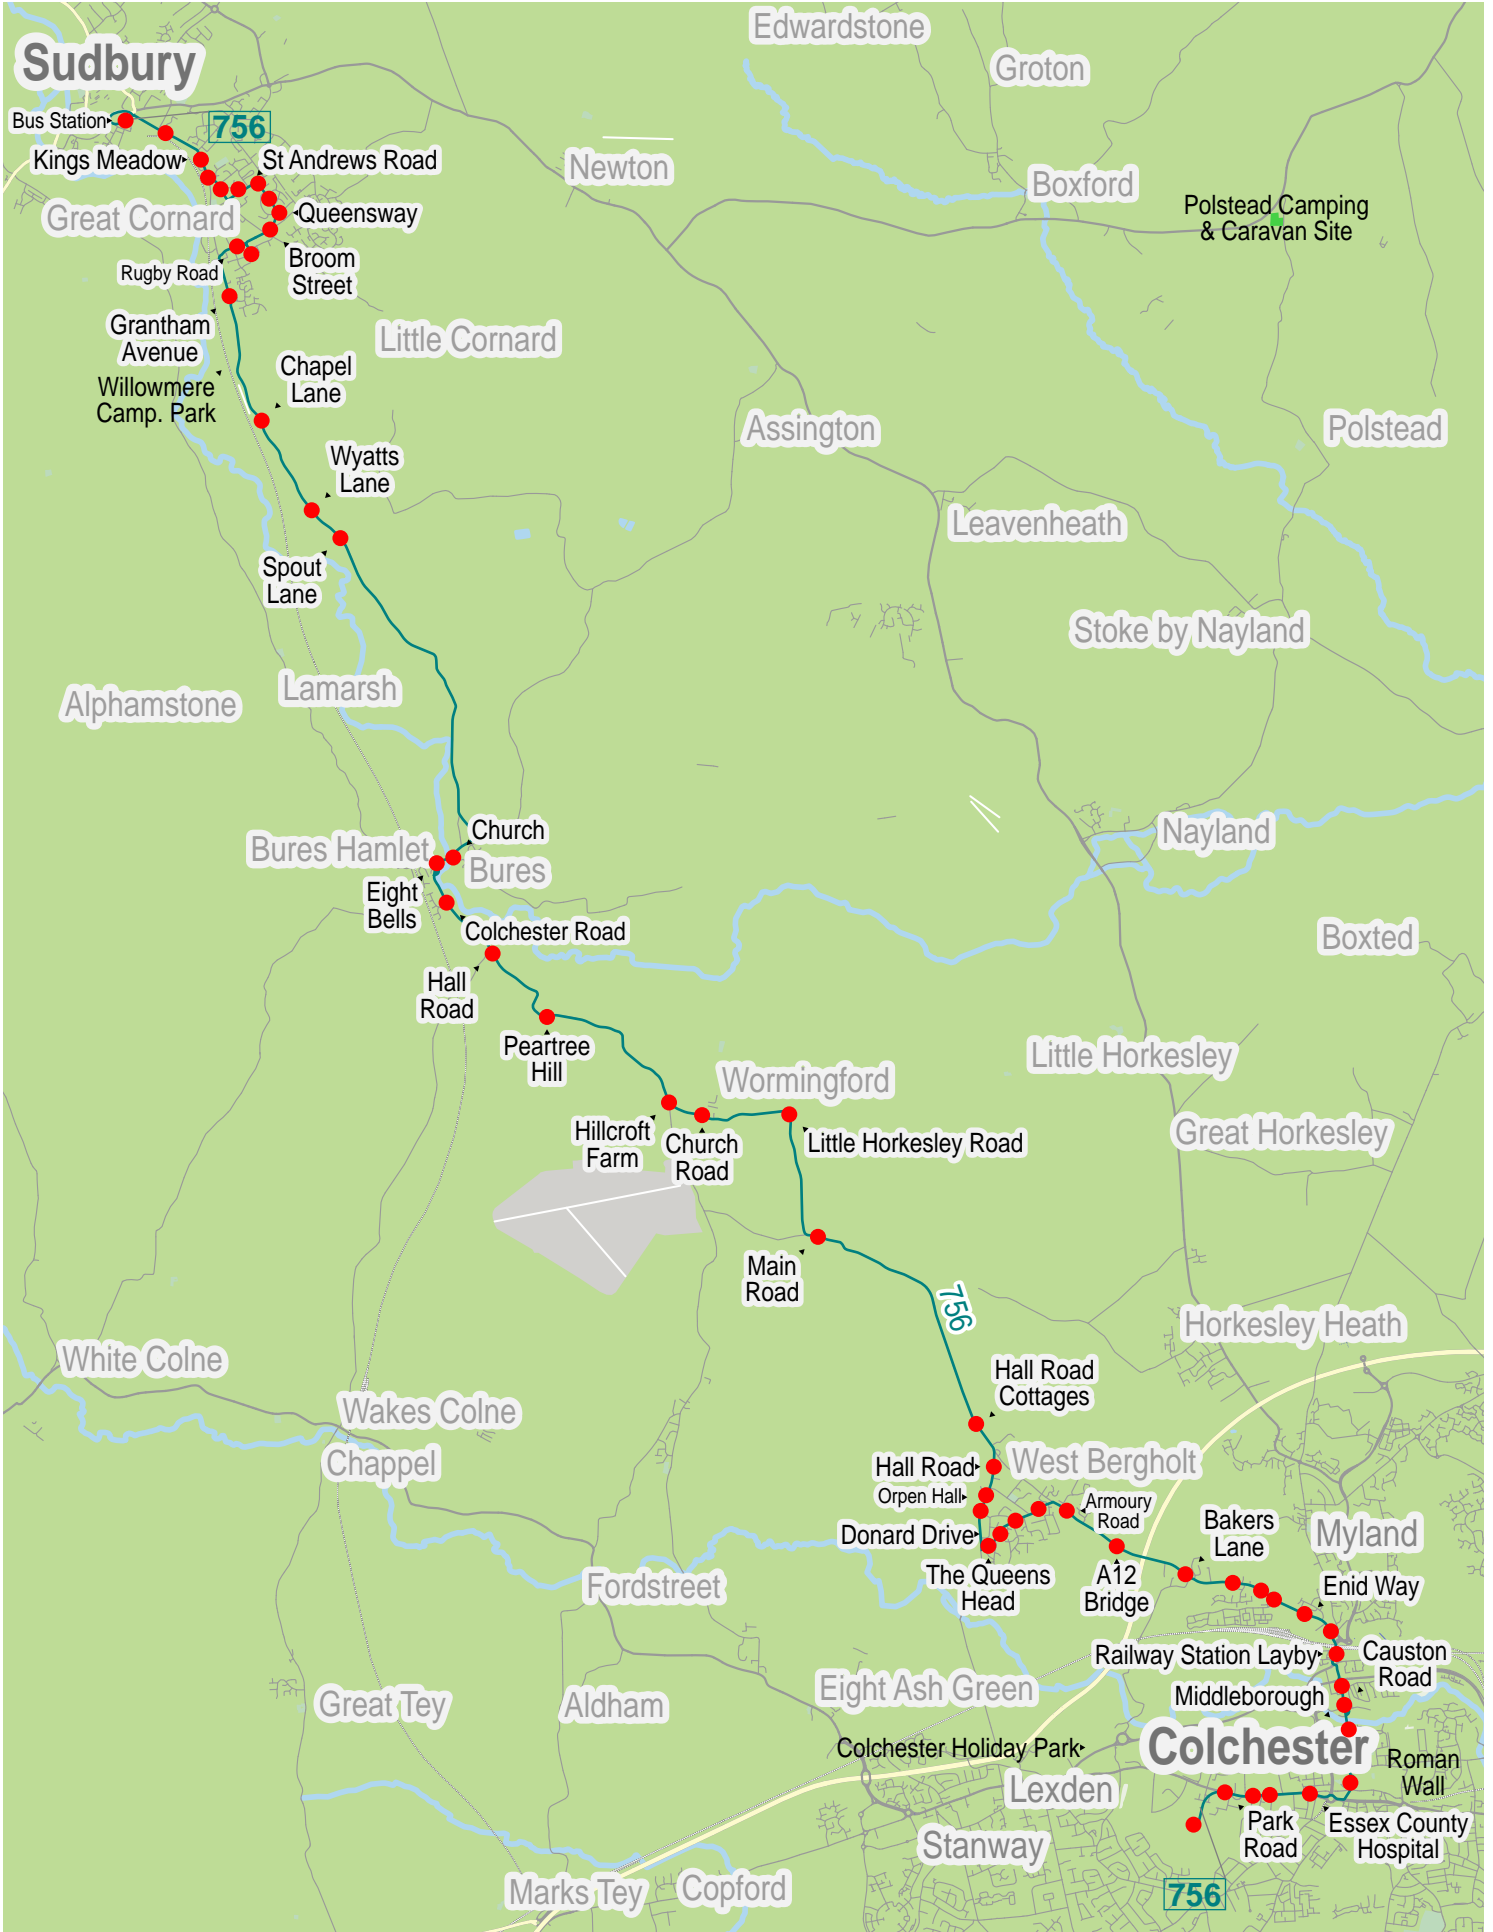 Edwardstone
Sudbury
Groton
Bus Station
756
Kings Meadow
St Andrews Road
Newton
Boxford
Great Cornard
Queensway
Polstead Camping
& Caravan Site
Rugby Road
Broom
Street
Grantham
Avenue
Little Cornard
Willowmere
Camp. Park
Chapel
Lane
Assington
Polstead
Wyatts
Lane
Leavenheath
Spout
Lane
Stoke by Nayland
Lamarsh
Alphamstone
Church
Nayland
Bures Hamlet
Bures
Eight
Bells
Colchester Road
Boxted
Hall
Road
Peartree
Hill
Little Horkesley
Wormingford
Hillcroft
Farm
Church
Road
Little Horkesley Road
Great Horkesley
Main
Road
756
Horkesley Heath
White Colne
Hall Road
Cottages
Wakes Colne
Chappel
Hall Road
West Bergholt
Orpen Hall
Armoury
Road
Donard Drive
Bakers
Lane
Myland
The Queens
Head
A12
Bridge
Enid Way
Fordstreet
Railway Station Layby
Causton
Road
Eight Ash Green
Middleborough
Great Tey
Aldham
Colchester Holiday Park
Colchester
Roman
Wall
Lexden
Park
Road
Essex County
Hospital
Stanway
Marks Tey
Copford
756